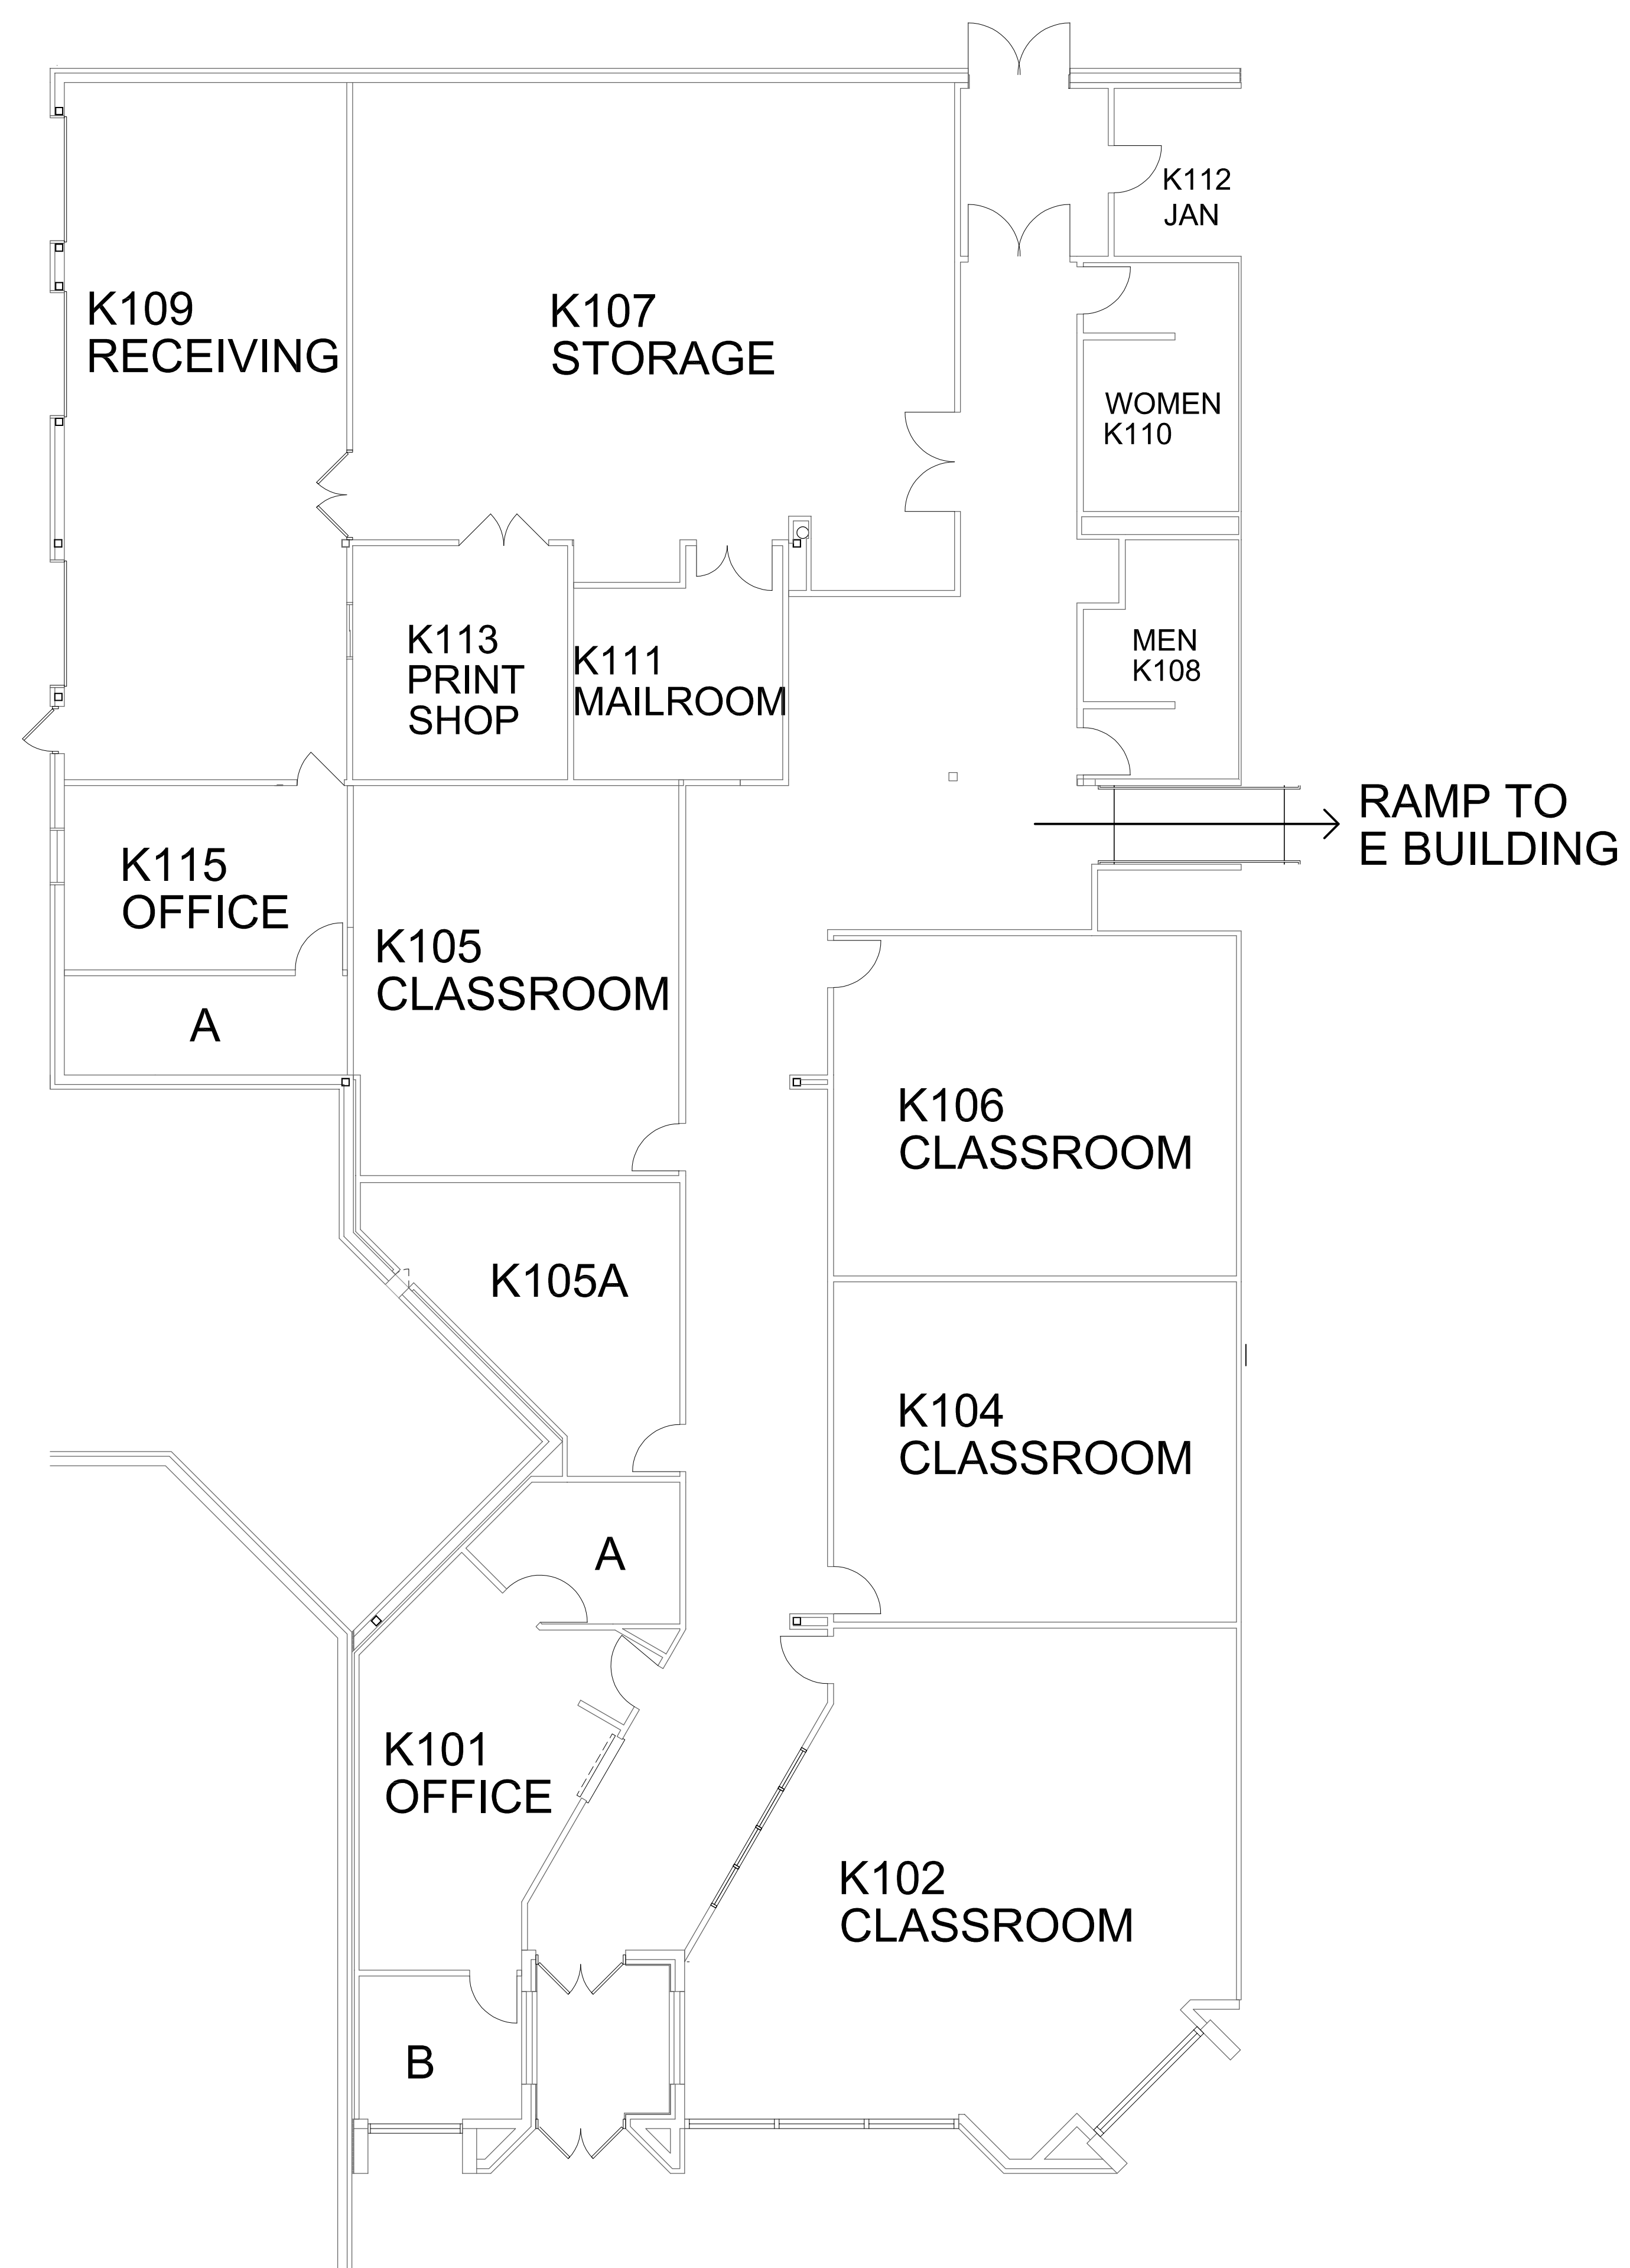 K112
JAN
K109
RECEIVING
K107
STORAGE
WOMEN
K110
K113
PRINT
SHOP
K111
MAILROOM
MEN
K108
RAMP TO
E BUILDING
K115
OFFICE
K105
CLASSROOM
A
K106
CLASSROOM
K105A
K104
CLASSROOM
A
K101
OFFICE
K102
CLASSROOM
B